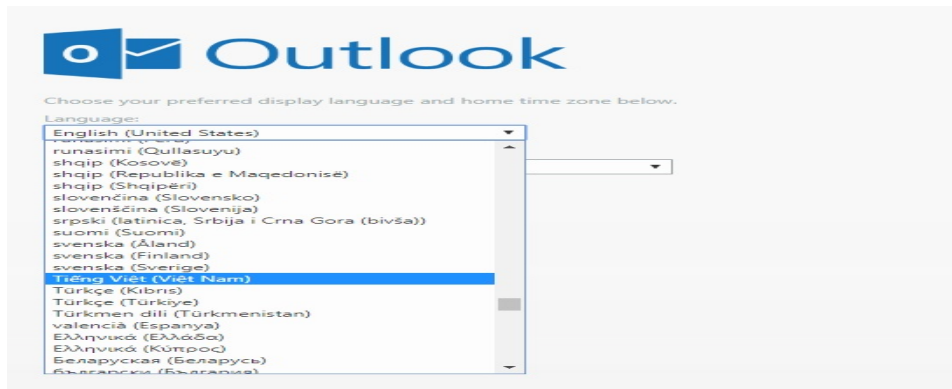 Outlook
Choose your preferred display language and home time zone below.
Language:
English (United States)
runasimi (Qullasuyu)
shqip (Kosovë)
shqip (Republika e Maqedonisë)
shqip (Shqipëri)
slovenčina (Slovensko)
slovenščina (Slovenija)
srpski (latinica, Srbija i Crna Gora (bivša))
suomi (Suomi)
svenska (Åland)
svenska (Finland)
svenska (Sverige)
Tiếng Việt (Việt Nam)
Türkçe (Kıbrıs)
Türkçe (Türkiye)
Türkmen dili (Türkmenistan)
valencià (Espanya)
Ελληνικά (Ελλάδα)
Ελληνικά (Κύπρος)
Беларуская (Беларусь)
български (България)